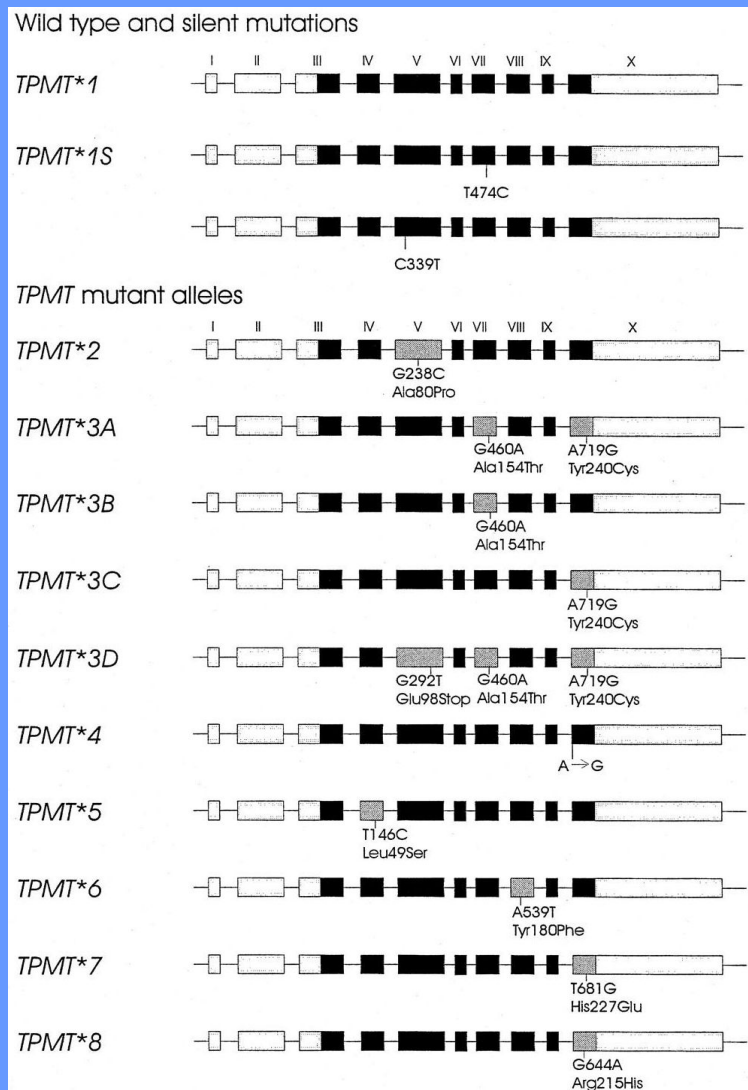 Wild type and silent mutations
I II III IV V VI VII VIII IX X
TPMT*1
TPMT*1S
T474C
C339T
TPMT mutant alleles
I II III IV V VI VII VIII IX X
TPMT*2
G238C
Ala80Pro
TPMT*3A
G460A A719G
Ala154Thr Tyr240Cys
TPMT*3B
G460A
Ala154Thr
TPMT*3C
A719G
Tyr240Cys
TPMT*3D
G292T G460A A719G
Glu98Stop Ala154Thr Tyr240Cys
TPMT*4
A → G
TPMT*5
T146C
Leu49Ser
TPMT*6
A539T
Tyr180Phe
TPMT*7
T681G
His227Glu
TPMT*8
G644A
Arg215His